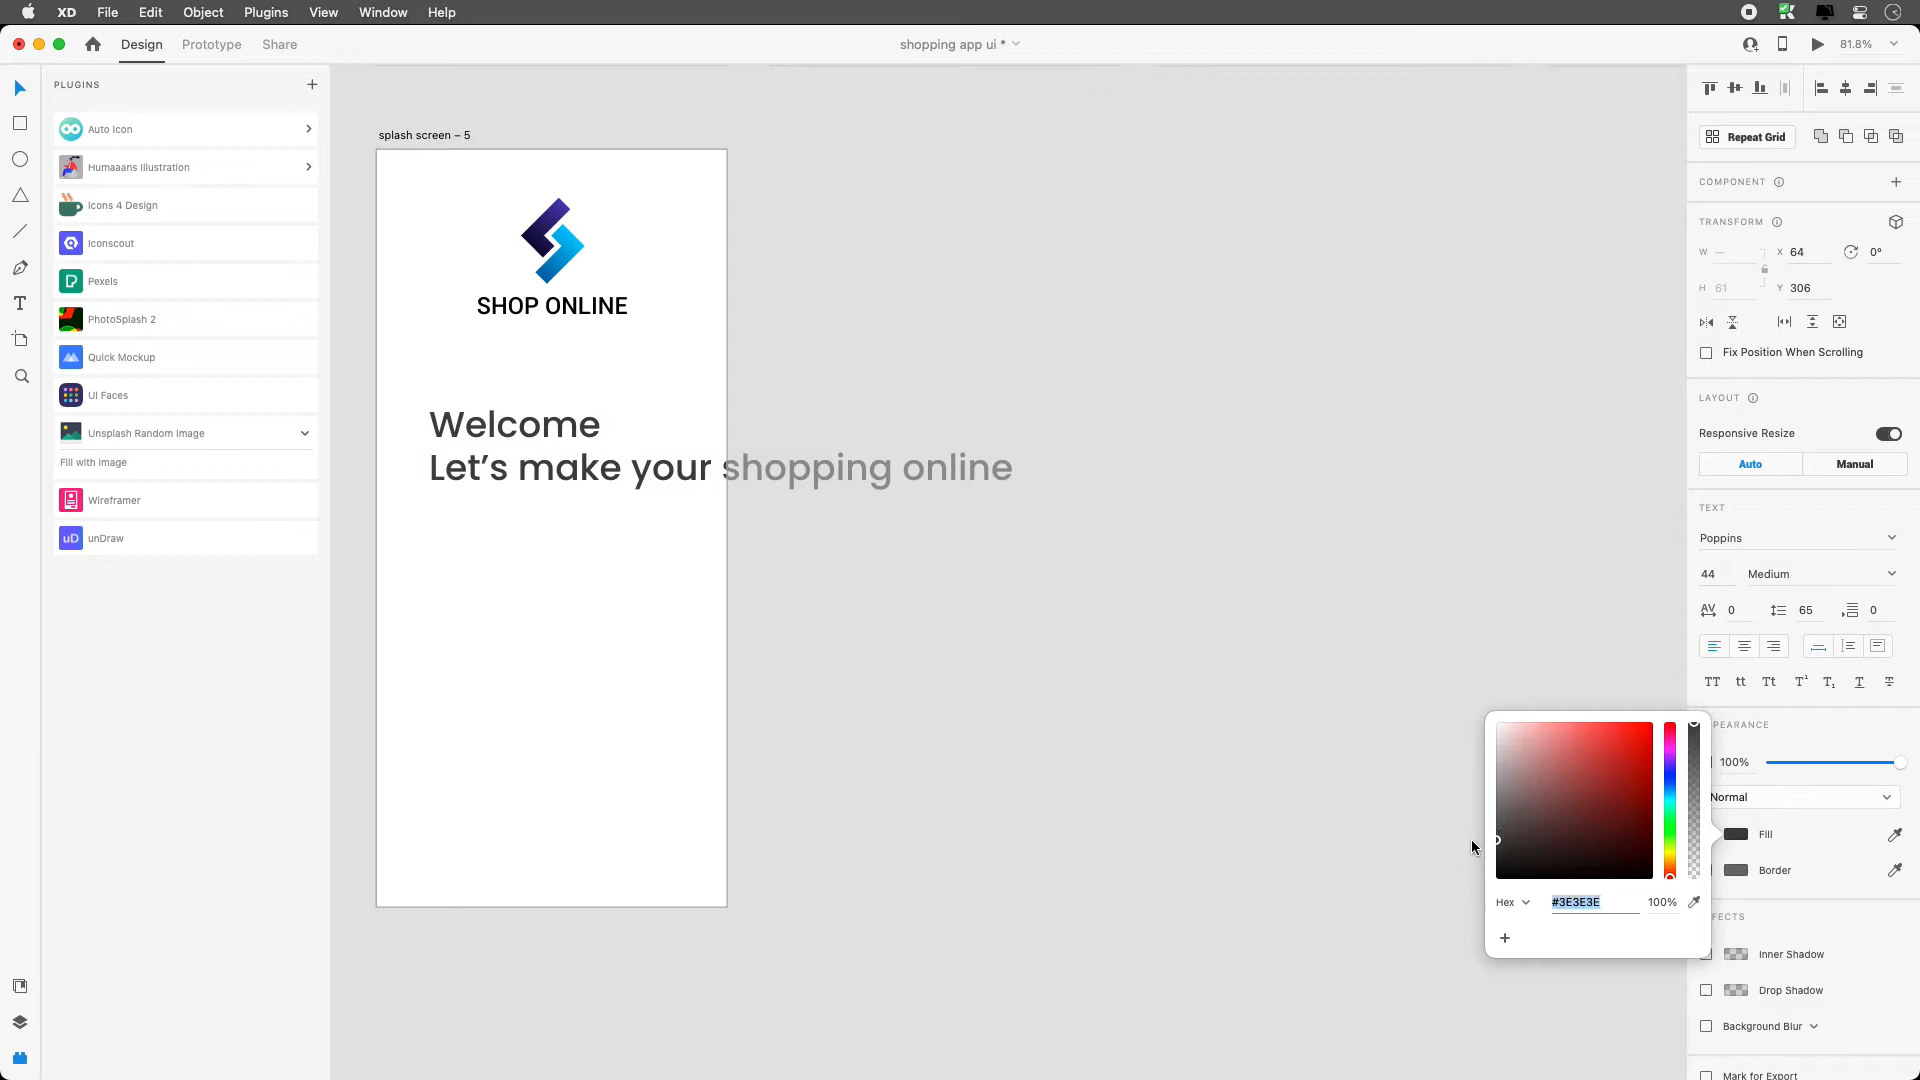 XD File Edit Object Plugins View Window Help
Design Prototype Share
shopping app ui *
81.8%
PLUGINS
Auto Icon
Humaaans Illustration
Icons 4 Design
Iconscout
Pexels
PhotoSplash 2
Quick Mockup
UI Faces
Unsplash Random Image
Fill with image
Wireframer
uD unDraw
splash screen – 5
SHOP ONLINE
Welcome
Let’s make your shopping online
Repeat Grid
COMPONENT
TRANSFORM
W — X 64 0°
H 61 Y 306
Fix Position When Scrolling
LAYOUT
Responsive Resize
Auto Manual
TEXT
Poppins
44 Medium
AV 0 65 0
TT tt Tt T¹ T₁ T T
PEARANCE
100%
Normal
Fill
Border
Hex #3E3E3E 100%
FECTS
Inner Shadow
Drop Shadow
Background Blur
Mark for Export